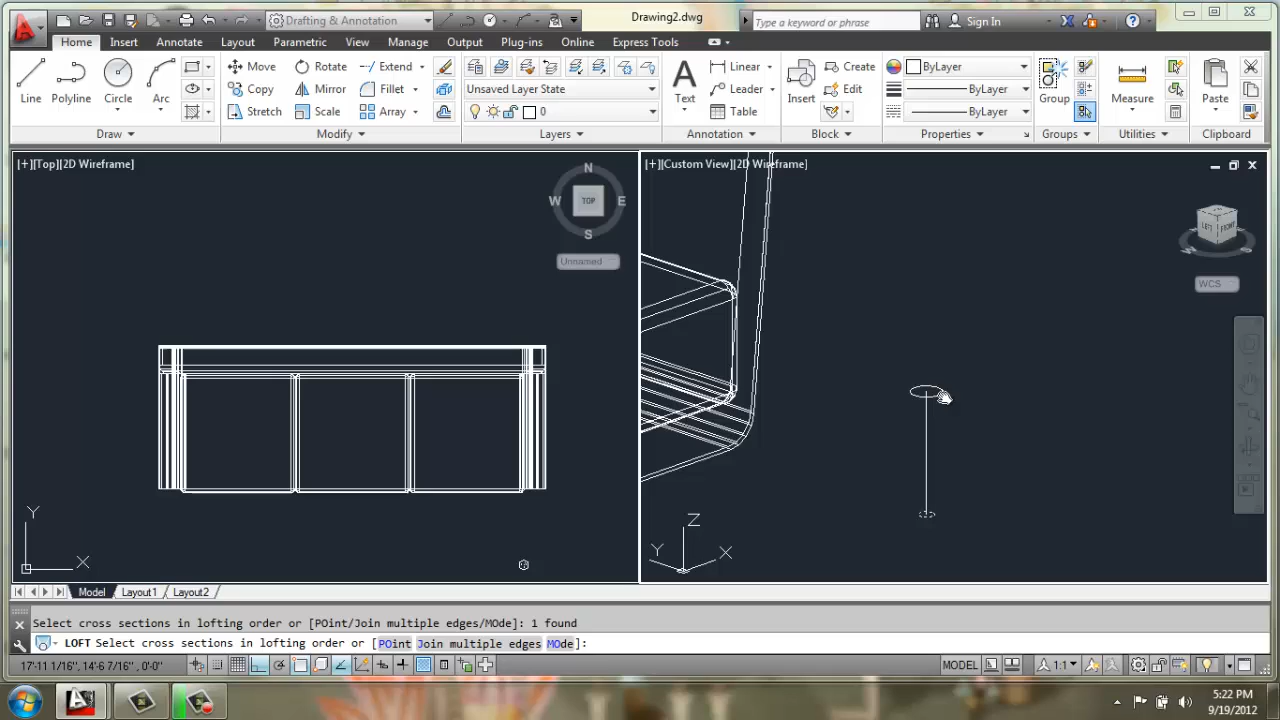 Drafting & Annotation
Drawing2.dwg
Type a keyword or phrase
Sign In
Home Insert Annotate Layout Parametric View Manage Output Plug-ins Online Express Tools
Line
Polyline
Circle
Arc
Draw
Move
Rotate
Extend
Copy
Mirror
Fillet
Stretch
Scale
Array
Modify
Unsaved Layer State
0
Layers
Text
Linear
Leader
Table
Annotation
Insert
Create
Edit
Block
ByLayer
ByLayer
ByLayer
Properties
Group
Groups
Measure
Utilities
Paste
Clipboard
[+][Top][2D Wireframe]
N
W TOP E
S
Unnamed
Y
X
[+][Custom View][2D Wireframe]
LEFT FRONT
WCS
Z
Y X
Model Layout1 Layout2
Select cross sections in lofting order or [POint/Join multiple edges/MOde]: 1 found
LOFT Select cross sections in lofting order or [POint Join multiple edges MOde]:
17'-11 1/16", 14'-6 7/16" , 0'-0"
MODEL
1:1
5:22 PM
9/19/2012